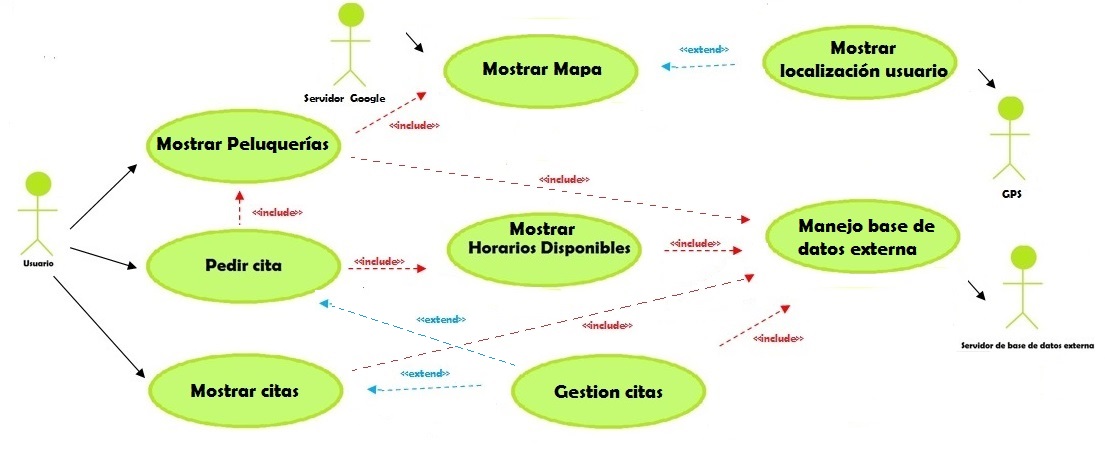 Servidor Google
Mostrar Mapa
<<extend>>
Mostrar
localización usuario
GPS
<<include>>
Mostrar Peluquerías
<<include>>
<<include>>
Usuario
Pedir cita
<<include>>
Mostrar
Horarios Disponibles
<<include>>
Manejo base de
datos externa
Servidor de base de datos externa
<<extend>>
<<include>>
<<include>>
Mostrar citas
<<extend>>
Gestion citas